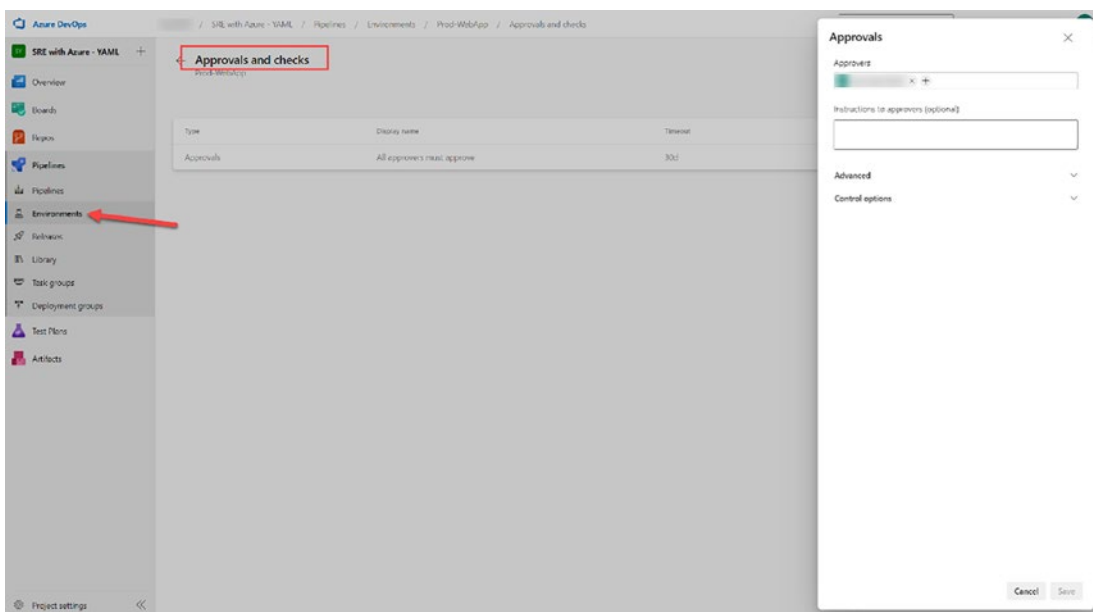 Azure DevOps
/ SRE with Azure - YAML / Pipelines / Environments / Prod-WebApp / Approvals and checks
SRE with Azure - YAML +
Overview
Boards
Repos
Pipelines
Pipelines
Environments
Releases
Library
Task groups
Deployment groups
Test Plans
Artifacts
Project settings
← Approvals and checks
Prod-WebApp
Type Display name Timeout
Approvals All approvers must approve 30d
Approvals
Approvers
× +
Instructions to approvers (optional)
Advanced
Control options
Cancel Save